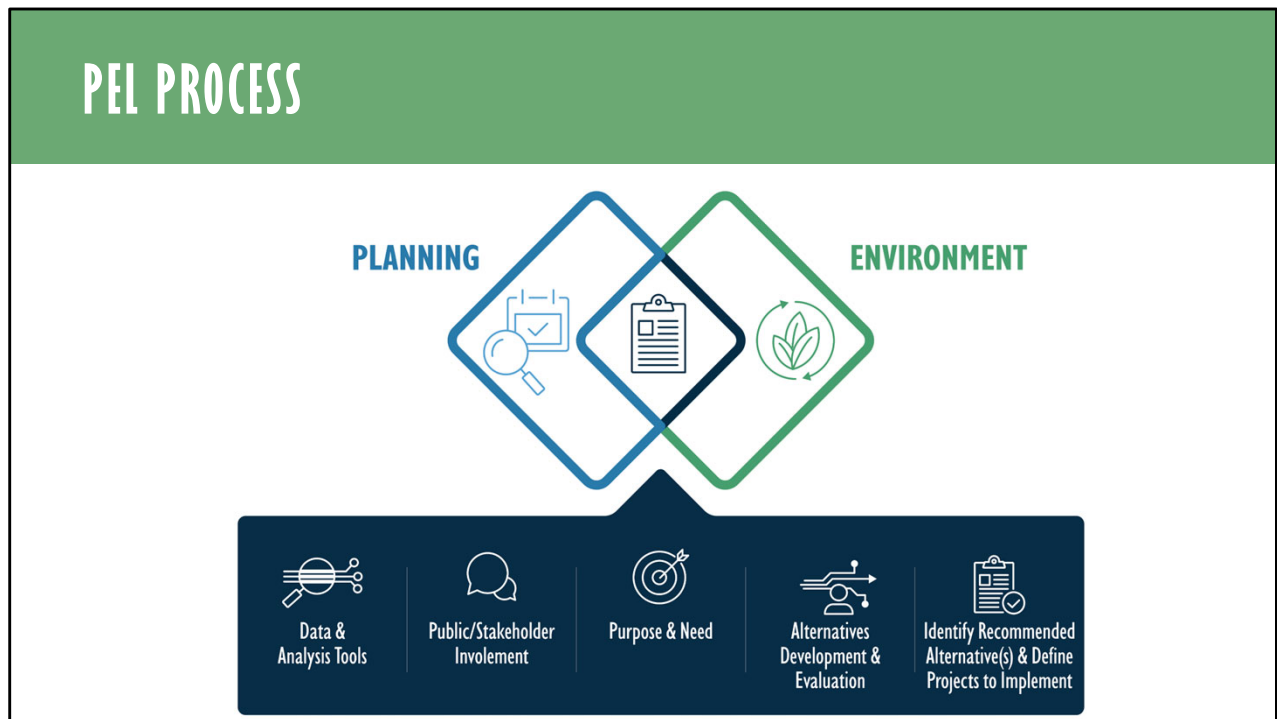 PEL PROCESS
PLANNING
ENVIRONMENT
Data &
Analysis Tools
Public/Stakeholder
Involement
Purpose & Need
Alternatives
Development &
Evaluation
Identify Recommended
Alternative(s) & Define
Projects to Implement